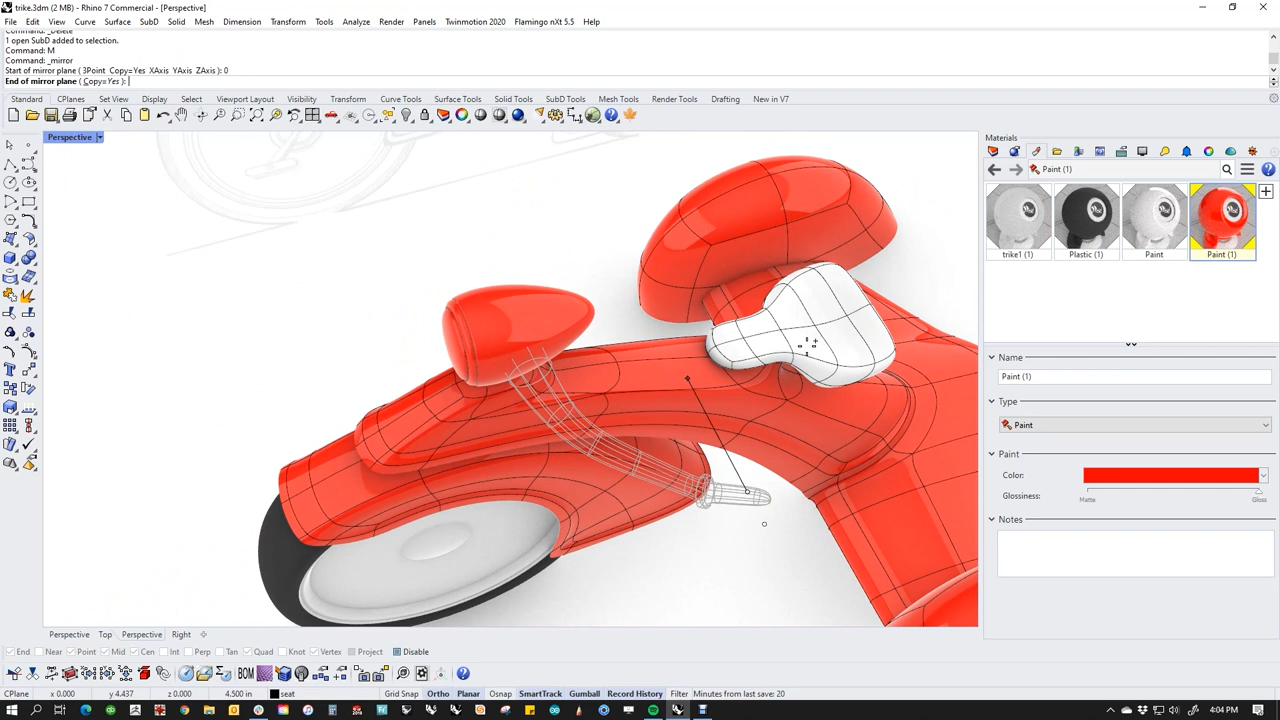 trike.3dm (2 MB) - Rhino 7 Commercial - [Perspective]
File Edit View Curve Surface SubD Solid Mesh Dimension Transform Tools Analyze Render Panels Twinmotion 2020 Flamingo nXt 5.5 Help
Command: _Delete
1 open SubD added to selection.
Command: M
Command: _mirror
Start of mirror plane ( 3Point Copy=Yes XAxis YAxis ZAxis ): 0
End of mirror plane ( Copy=Yes ):
Standard CPlanes Set View Display Select Viewport Layout Visibility Transform Curve Tools Surface Tools Solid Tools SubD Tools Mesh Tools Render Tools Drafting New in V7
Perspective
Materials
Paint (1)
trike1 (1) Plastic (1) Paint Paint (1)
Name
Paint (1)
Type
Paint
Paint
Color:
Glossiness:
Matte Gloss
Notes
Perspective Top Perspective Right
End Near Point Mid Cen Int Perp Tan Quad Knot Vertex Project Disable
BOM
CPlane x 0.000 y 4.437 z 0.000 4.500 in seat Grid Snap Ortho Planar Osnap SmartTrack Gumball Record History Filter Minutes from last save: 20
4:04 PM